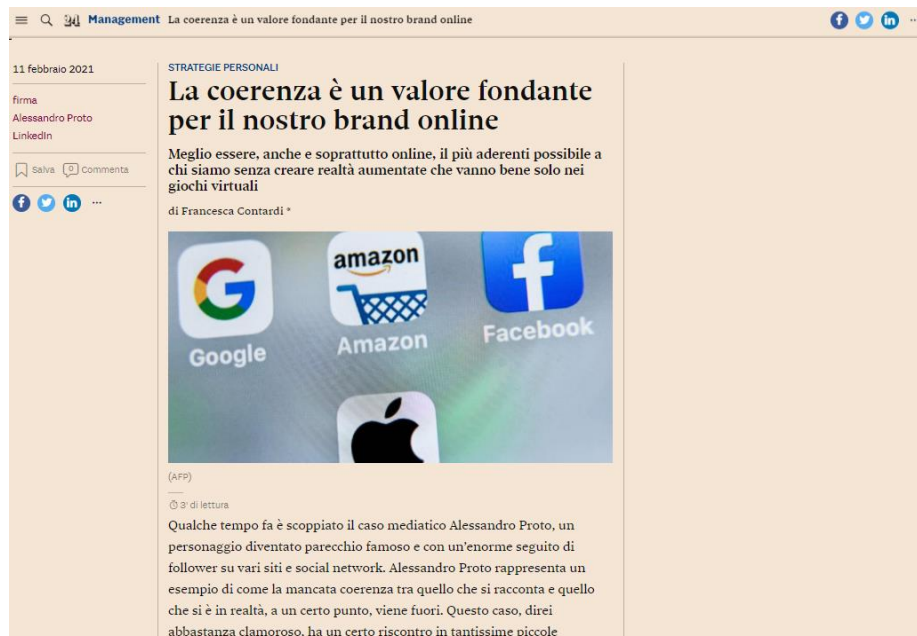 Management La coerenza è un valore fondante per il nostro brand online
11 febbraio 2021
firma
Alessandro Proto
LinkedIn
Salva 0 Commenta
STRATEGIE PERSONALI
La coerenza è un valore fondante
per il nostro brand online
Meglio essere, anche e soprattutto online, il più aderenti possibile a
chi siamo senza creare realtà aumentate che vanno bene solo nei
giochi virtuali
di Francesca Contardi *
amazon
Google
Amazon
Facebook
(AFP)
3' di lettura
Qualche tempo fa è scoppiato il caso mediatico Alessandro Proto, un
personaggio diventato parecchio famoso e con un'enorme seguito di
follower su vari siti e social network. Alessandro Proto rappresenta un
esempio di come la mancata coerenza tra quello che si racconta e quello
che si è in realtà, a un certo punto, viene fuori. Questo caso, direi
abbastanza clamoroso, ha un certo riscontro in tantissime piccole